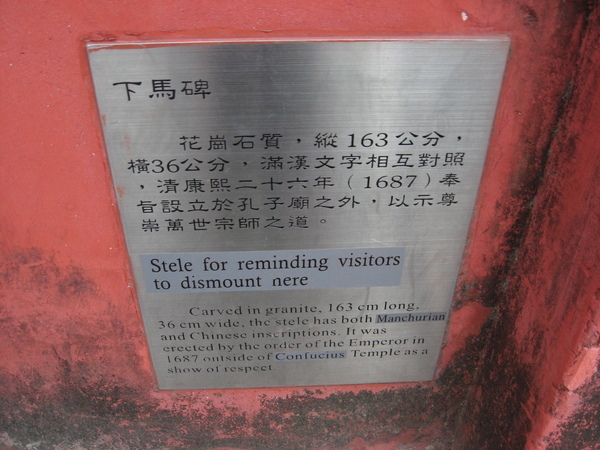 下馬碑
花崗石質，縱163公分，
橫36公分，滿漢文字相互對照
，清康熙二十六年（1687）奉
旨設立於孔子廟之外，以示尊
崇萬世宗師之道。
Stele for reminding visitors
to dismount nere
Carved in granite, 163 cm long,
36 cm wide, the stele has both Manchurian
and Chinese inscriptions. It was
erected by the order of the Emperor in
1687 outside of Confucius Temple as a
show of respect.